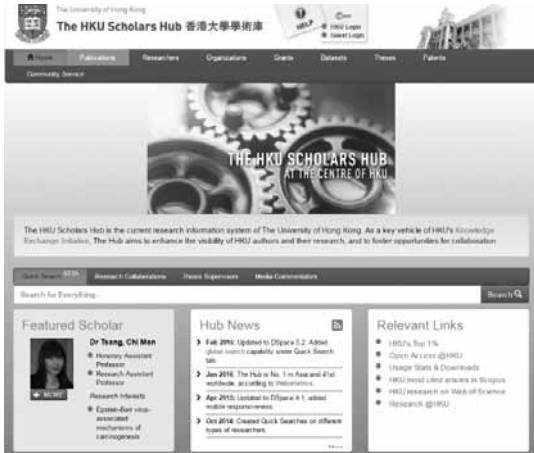 The University of Hong Kong
The HKU Scholars Hub 香港大學學術庫
HELP
HKU Login
Guest Login
Home Publications Researchers Organizations Grants Datasets Theses Patents
Community Service
THE HKU SCHOLARS HUB
AT THE CENTRE OF HKU
The HKU Scholars Hub is the current research information system of The University of Hong Kong. As a key vehicle of HKU's Knowledge
Exchange Initiative, The Hub aims to enhance the visibility of HKU authors and their research, and to foster opportunities for collaboration
Quick Search BETA Research Collaborations Thesis Supervisors Media Commentators
Search for Everything... Search
Featured Scholar
Dr Tsang, Chi Man
Honorary Assistant
Professor
Research Assistant
Professor
MORE
Research Interests
Epstein-Barr virus-
associated
mechanisms of
carcinogenesis
Hub News
Feb 2016: Updated to DSpace 5.2. Added
global search capability under Quick Search
tab.
Jan 2016: The Hub is No. 1 in Asia and 41st
worldwide, according to Webometrics.
Apr 2015: Updated to DSpace 4.1, added
mobile responsiveness.
Oct 2014: Created Quick Searches on different
types of researchers.
More
Relevant Links
HKU's Top 1%
Open Access @HKU
Usage Stats & Downloads
HKU most cited articles in Scopus
HKU research on Web of Science
Research @HKU